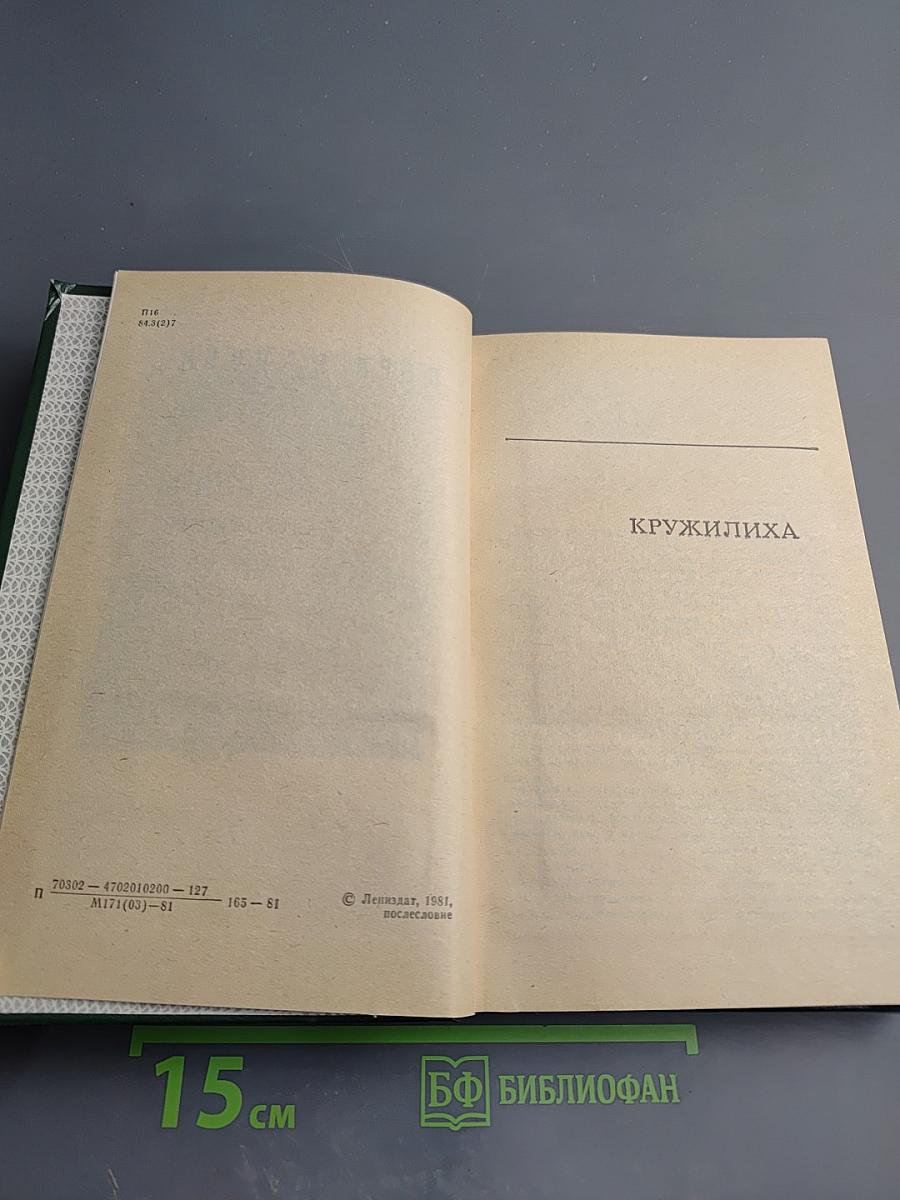 П16
84.3(2)7
КРУЖИЛИХА
П 70302 — 4702010200 — 127
М171(03)—81
165 — 81
© Лениздат, 1981,
послесловие
15 см
БФ БИБЛИОФАН